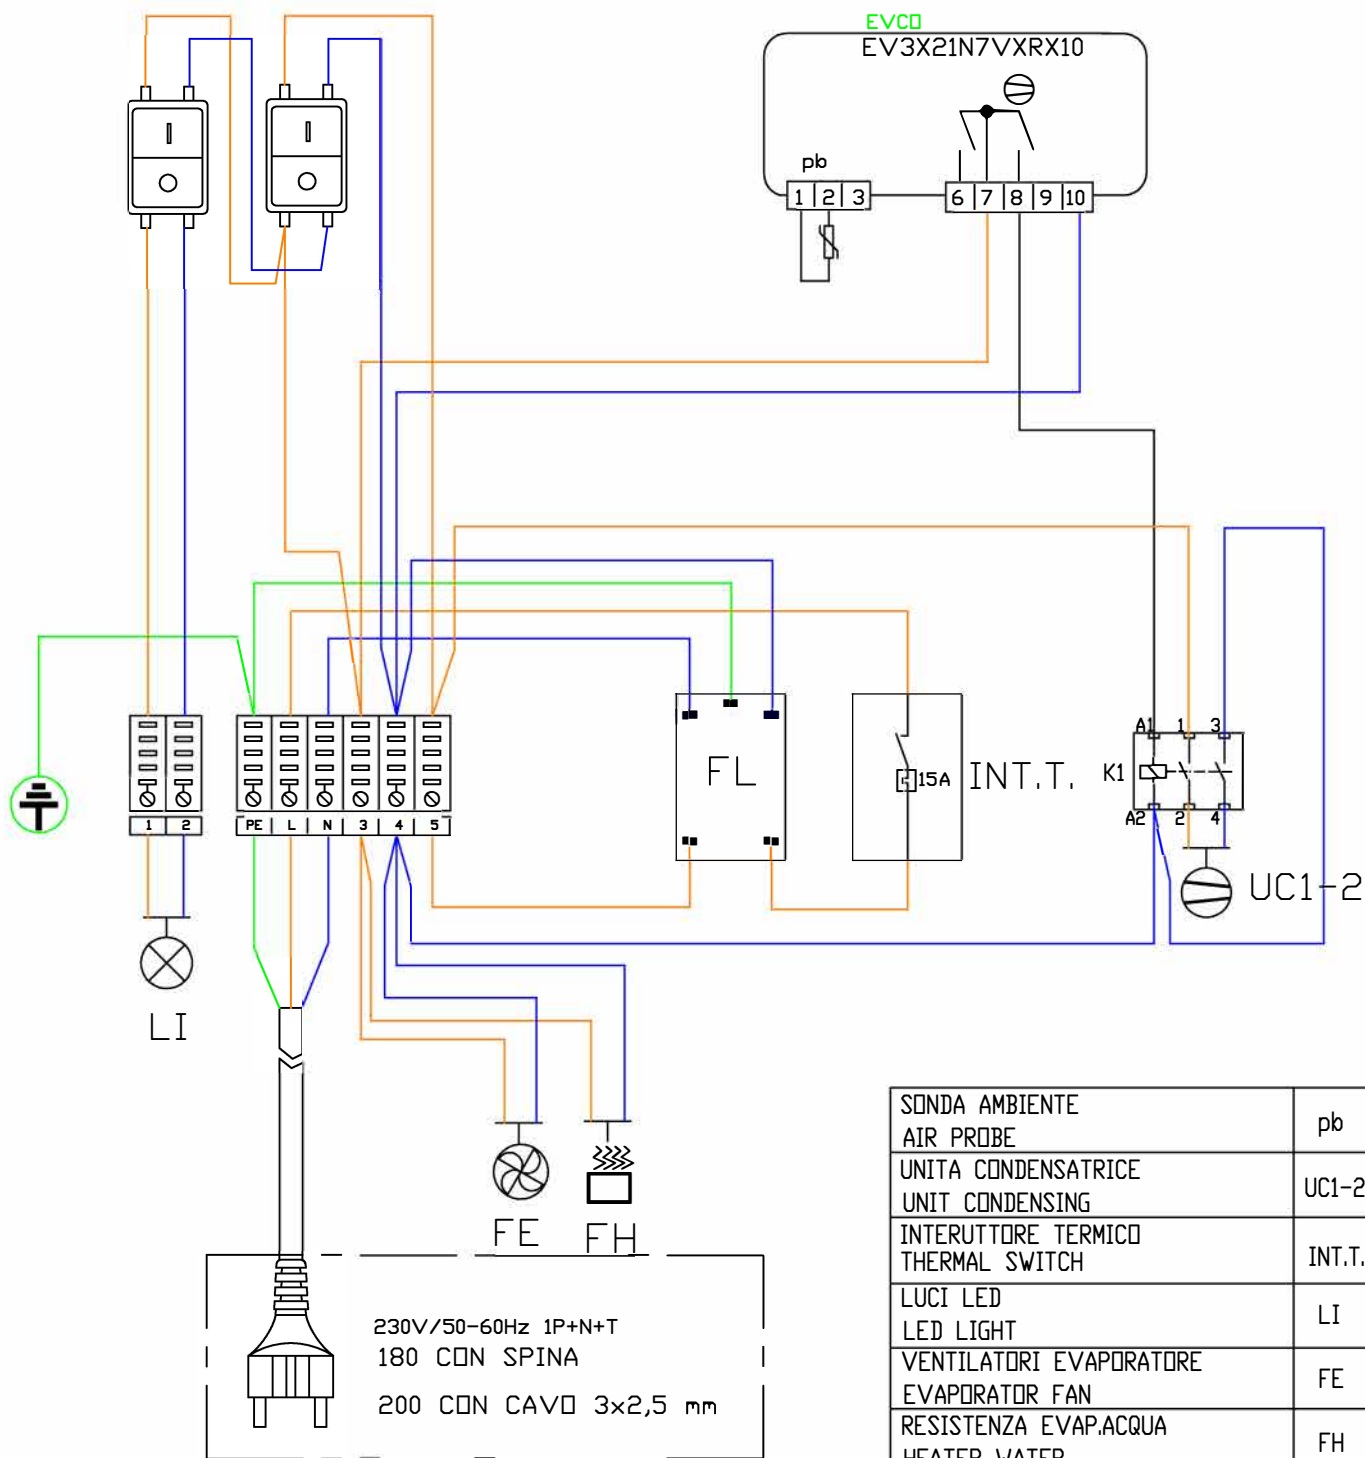 EVCO
EV3X21N7VXRX10
pb
1 2 3
6 7 8 9 10
FL
15A
INT.T.
A1 1 3
K1
A2 2 4
UC1-2
1 2
PE L N 3 4 5
LI
FE
FH
230V/50-60Hz 1P+N+T
180 CON SPINA
200 CON CAVO 3x2,5 mm
SONDA AMBIENTE
AIR PROBE
pb
UNITA CONDENSATRICE
UNIT CONDENSING
UC1-2
INTERUTTORE TERMICO
THERMAL SWITCH
INT.T.
LUCI LED
LED LIGHT
LI
VENTILATORI EVAPORATORE
EVAPORATOR FAN
FE
RESISTENZA EVAP.ACQUA
HEATER WATER
FH